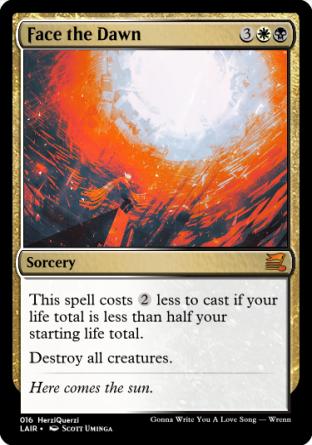 Face the Dawn 3
Sorcery
This spell costs 2 less to cast if your
life total is less than half your
starting life total.
Destroy all creatures.
Here comes the sun.
016 HerziQuerzi Gonna Write You A Love Song — Wrenn
LAIR • Scott Uminga